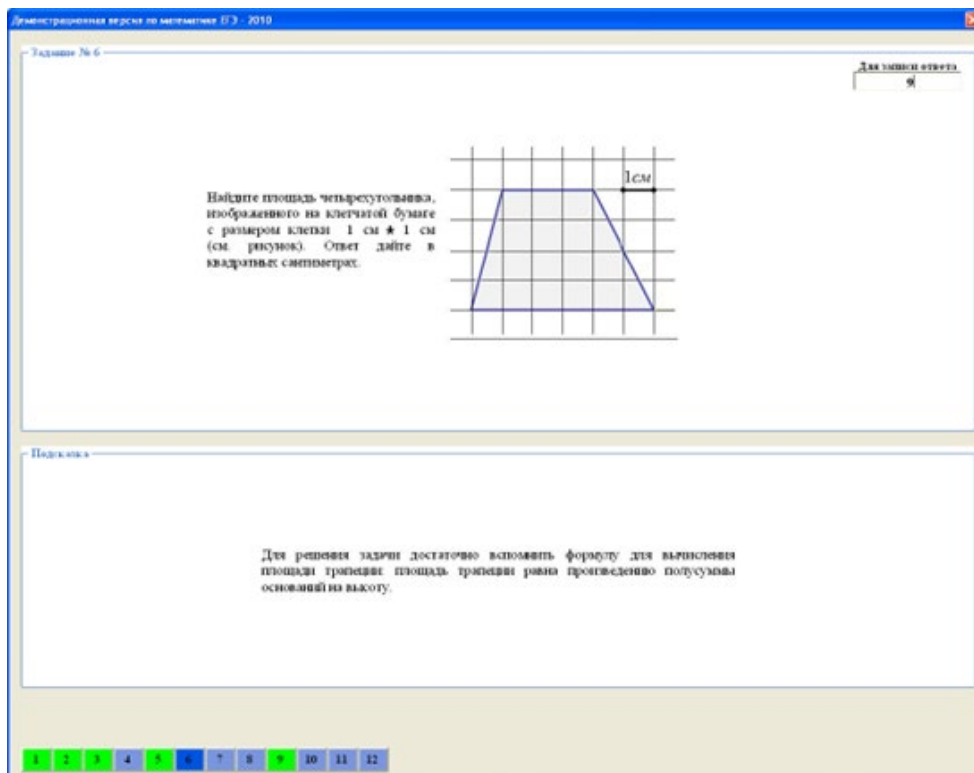 Демонстрационная версия по математике ЕГЭ - 2010
Задание № 6
Для записи ответа
9
1см
Найдите площадь четырехугольника,
изображенного на клетчатой бумаге
с размером клетки 1 см * 1 см
(см. рисунок). Ответ дайте в
квадратных сантиметрах.
Подсказка
Для решения задачи достаточно вспомнить формулу для вычисления
площади трапеции: площадь трапеции равна произведению полусуммы
оснований на высоту.
1 2 3 4 5 6 7 8 9 10 11 12